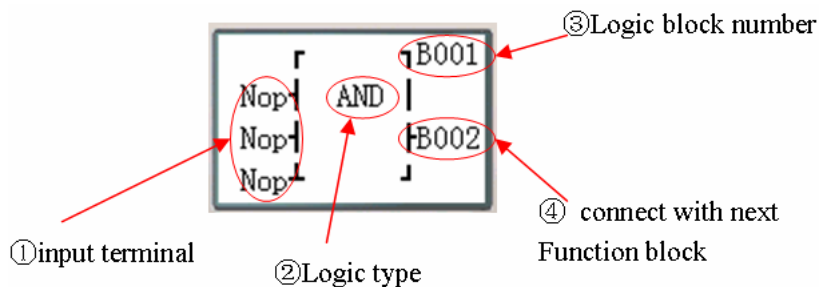 ③Logic block number
B001
Nop AND
Nop B002
Nop
④ connect with next
Function block
①input terminal
②Logic type